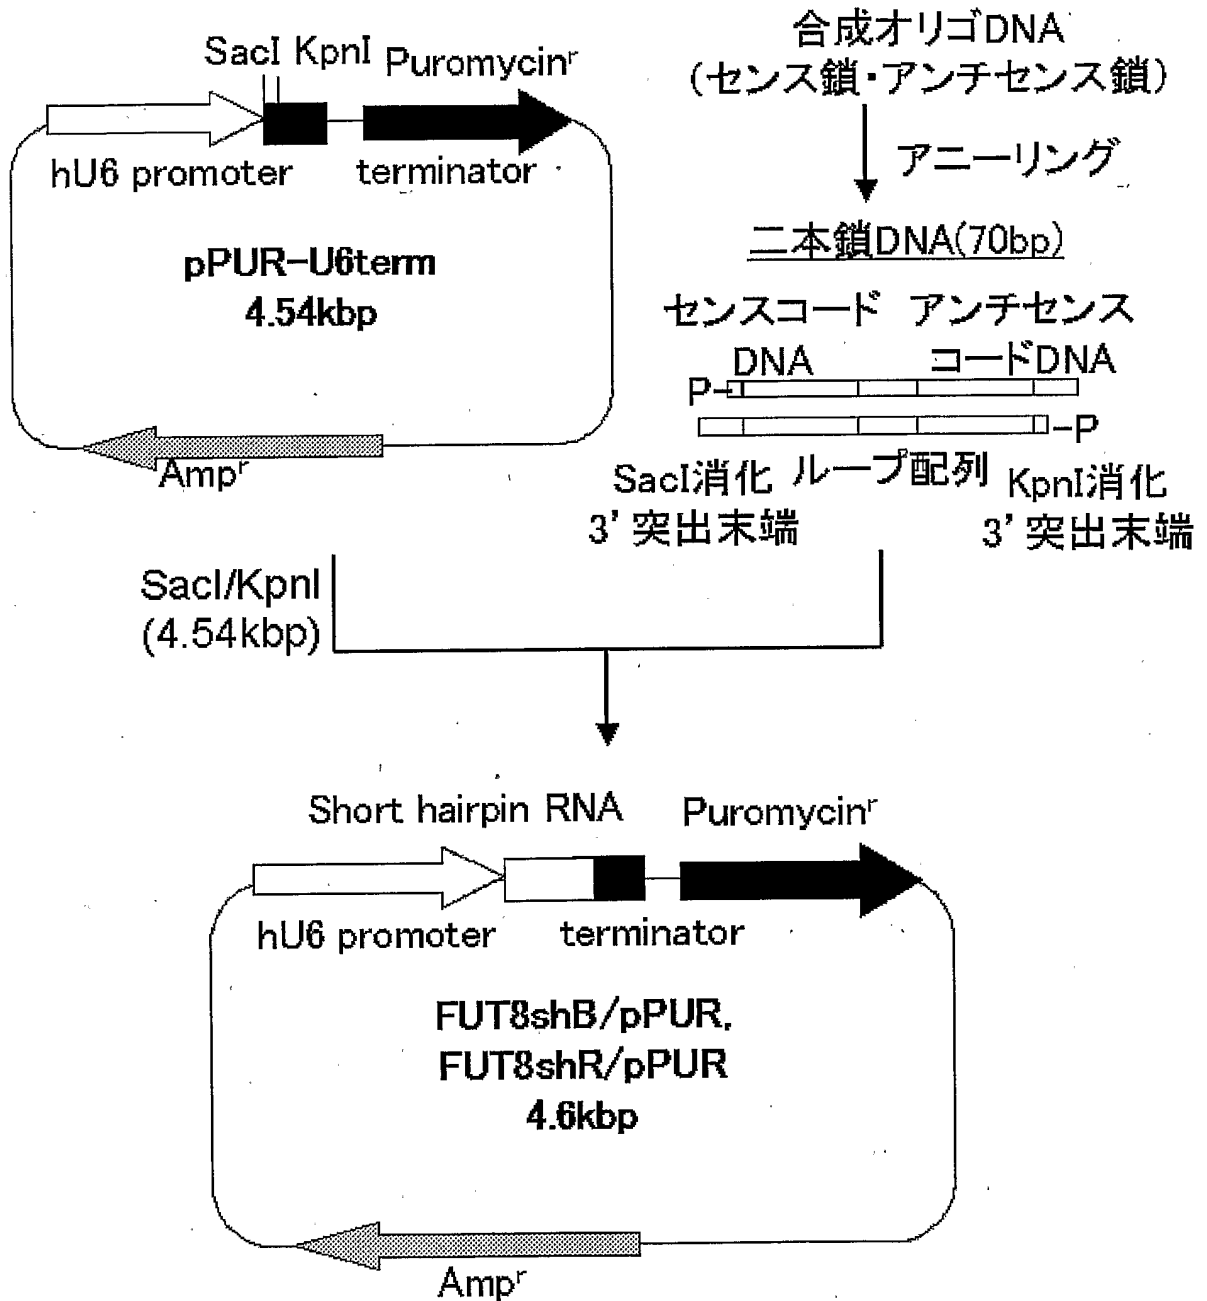 SacI KpnI Puromycinʳ
hU6 promoter terminator
pPUR-U6term
4.54kbp
Ampʳ
合成オリゴDNA
(センス鎖・アンチセンス鎖)
アニーリング
二本鎖DNA(70bp)
センスコード アンチセンス
DNA コードDNA
P-
-P
SacI消化 ループ配列 KpnI消化
3’突出末端 3’突出末端
SacI/KpnI
(4.54kbp)
Short hairpin RNA Puromycinʳ
hU6 promoter terminator
FUT8shB/pPUR,
FUT8shR/pPUR
4.6kbp
Ampʳ